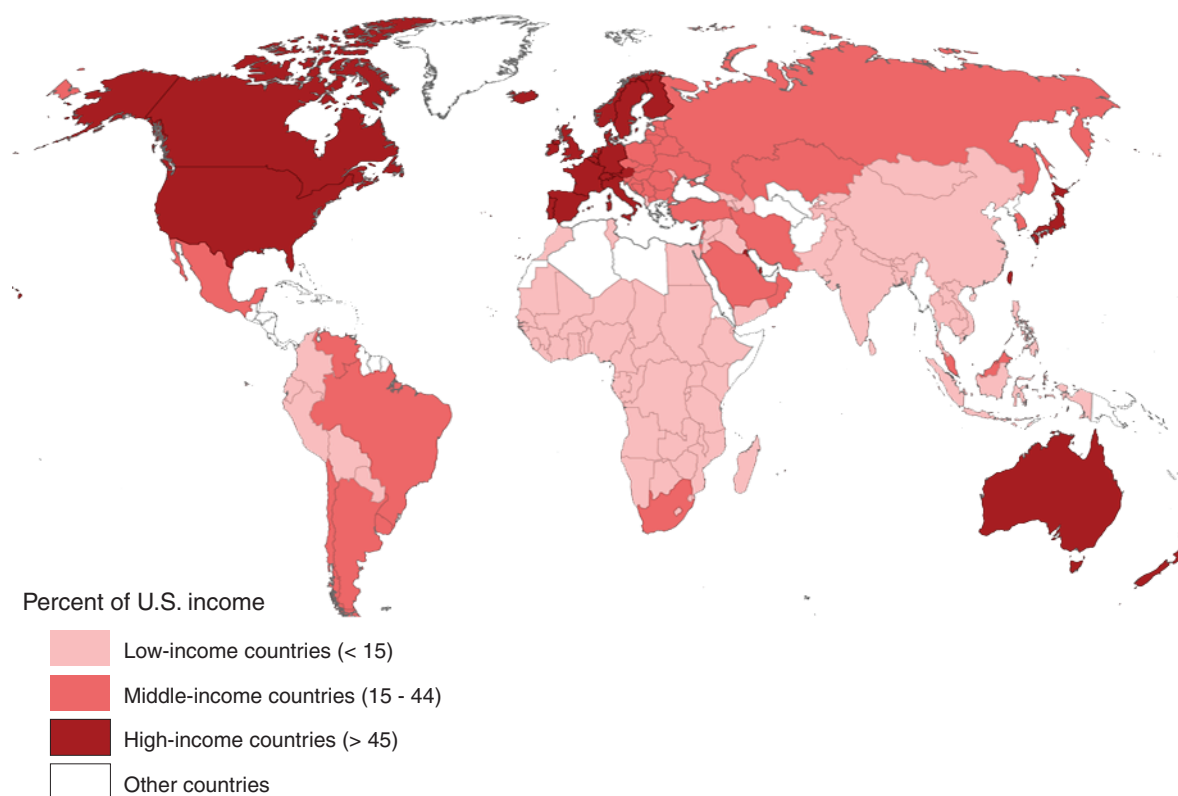 Percent of U.S. income
Low-income countries (< 15)
Middle-income countries (15 - 44)
High-income countries (> 45)
Other countries